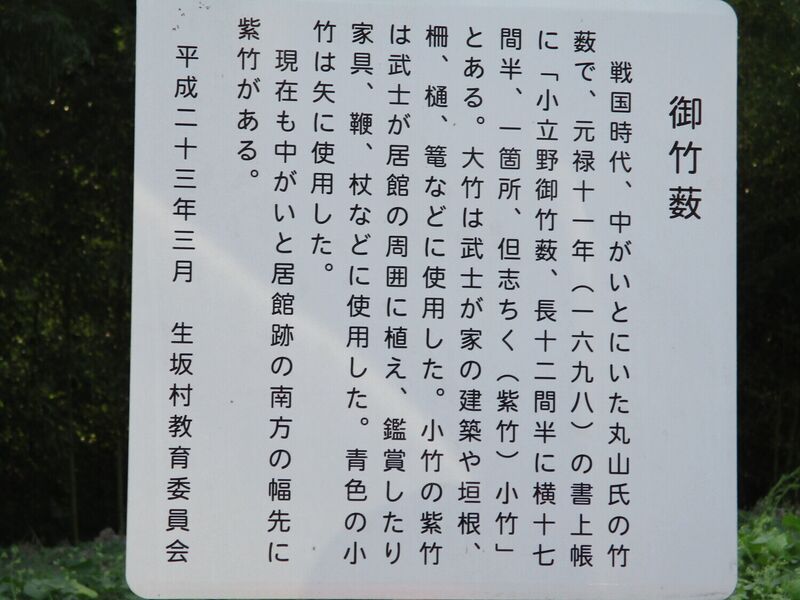 御竹薮
戦国時代、中がいとにいた丸山氏の竹
薮で、元禄十一年（一六九八）の書上帳
に「小立野御竹薮、長十二間半に横十七
間半、一箇所、但志ちく（紫竹）小竹」
とある。大竹は武士が家の建築や垣根、
柵、樋、篭などに使用した。小竹の紫竹
は武士が居館の周囲に植え、鑑賞したり
家具、鞭、杖などに使用した。青色の小
竹は矢に使用した。
現在も中がいと居館跡の南方の幅先に
紫竹がある。
平成二十三年三月　生坂村教育委員会